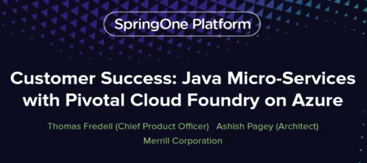 SpringOne Platform
Customer Success: Java Micro-Services
with Pivotal Cloud Foundry on Azure
Thomas Fredell (Chief Product Officer) Ashish Pagey (Architect)
Merrill Corporation